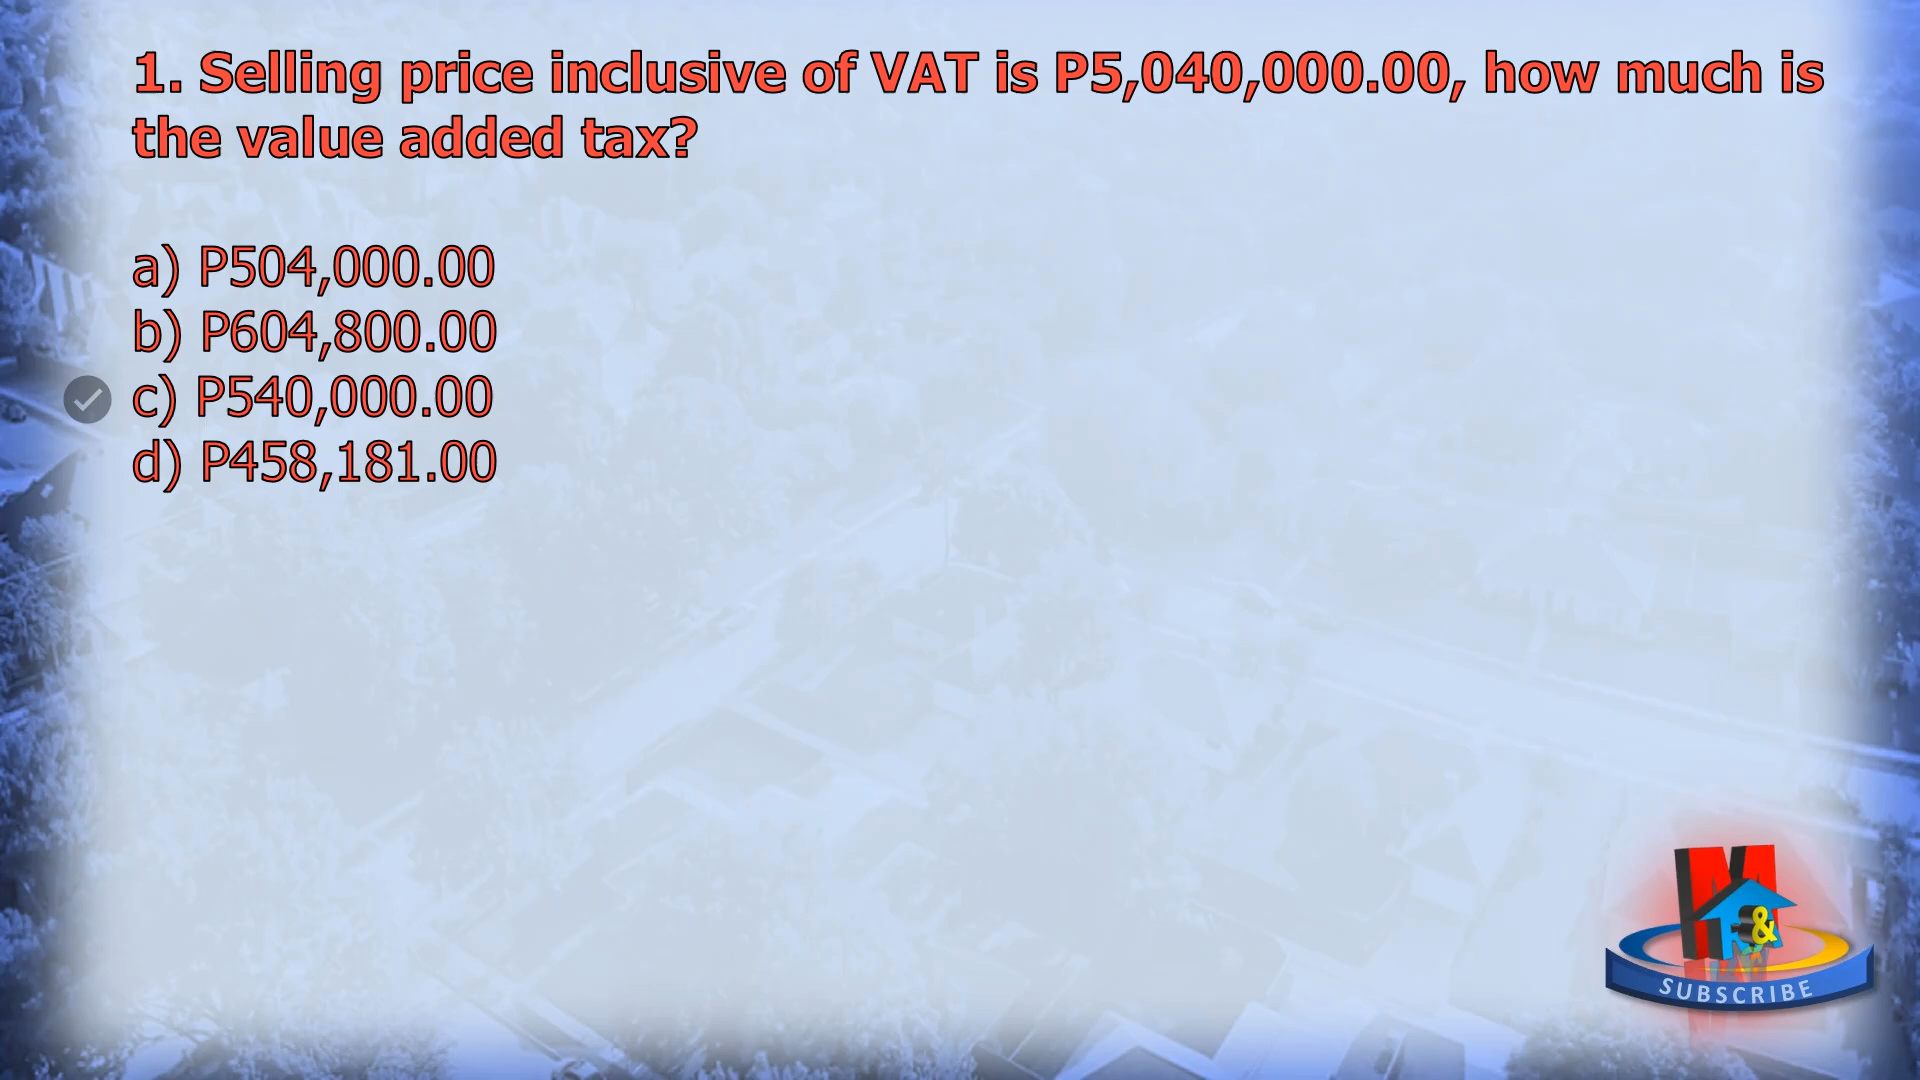 1. Selling price inclusive of VAT is P5,040,000.00, how much is
the value added tax?
a) P504,000.00
b) P604,800.00
c) P540,000.00
d) P458,181.00
M
&
SUBSCRIBE